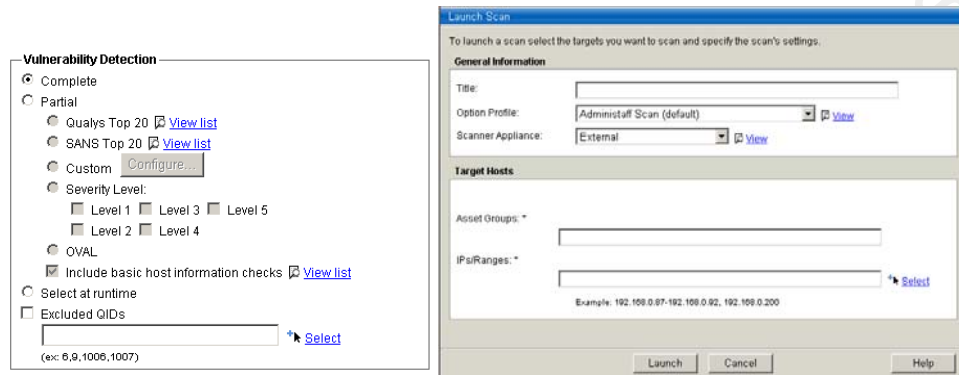 Vulnerability Detection
Complete
Partial
Qualys Top 20 View list
SANS Top 20 View list
Custom Configure...
Severity Level:
Level 1 Level 3 Level 5
Level 2 Level 4
OVAL
Include basic host information checks View list
Select at runtime
Excluded QIDs
Select
(ex: 6,9,1006,1007)
Launch Scan
To launch a scan select the targets you want to scan and specify the scan's settings.
General Information
Title:
Option Profile: Administaff Scan (default) View
Scanner Appliance: External View
Target Hosts
Asset Groups: *
IPs/Ranges: *
Select
Example: 192.168.0.87-192.168.0.92, 192.168.0.200
Launch Cancel Help